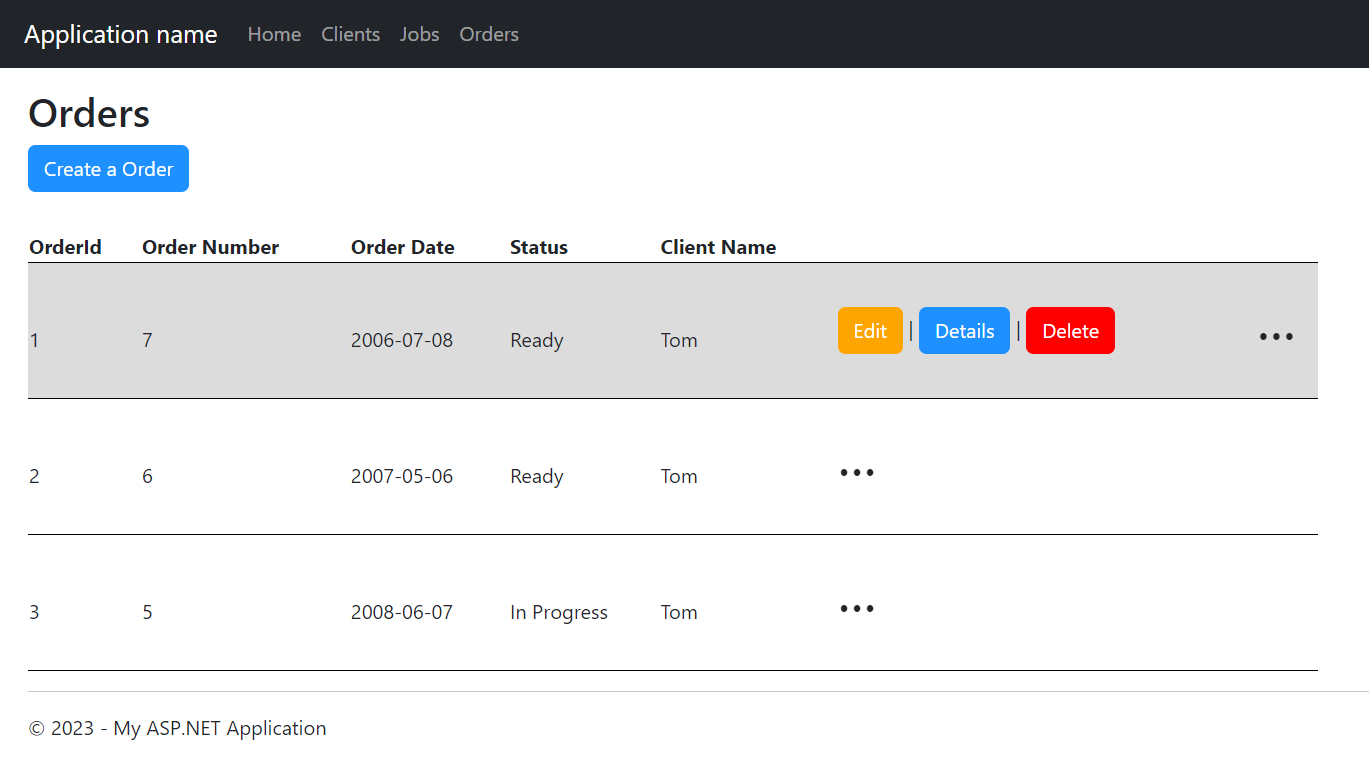 Application name Home Clients Jobs Orders
Orders
Create a Order
OrderId Order Number Order Date Status Client Name
1 7 2006-07-08 Ready Tom Edit | Details | Delete •••
2 6 2007-05-06 Ready Tom •••
3 5 2008-06-07 In Progress Tom •••
© 2023 - My ASP.NET Application